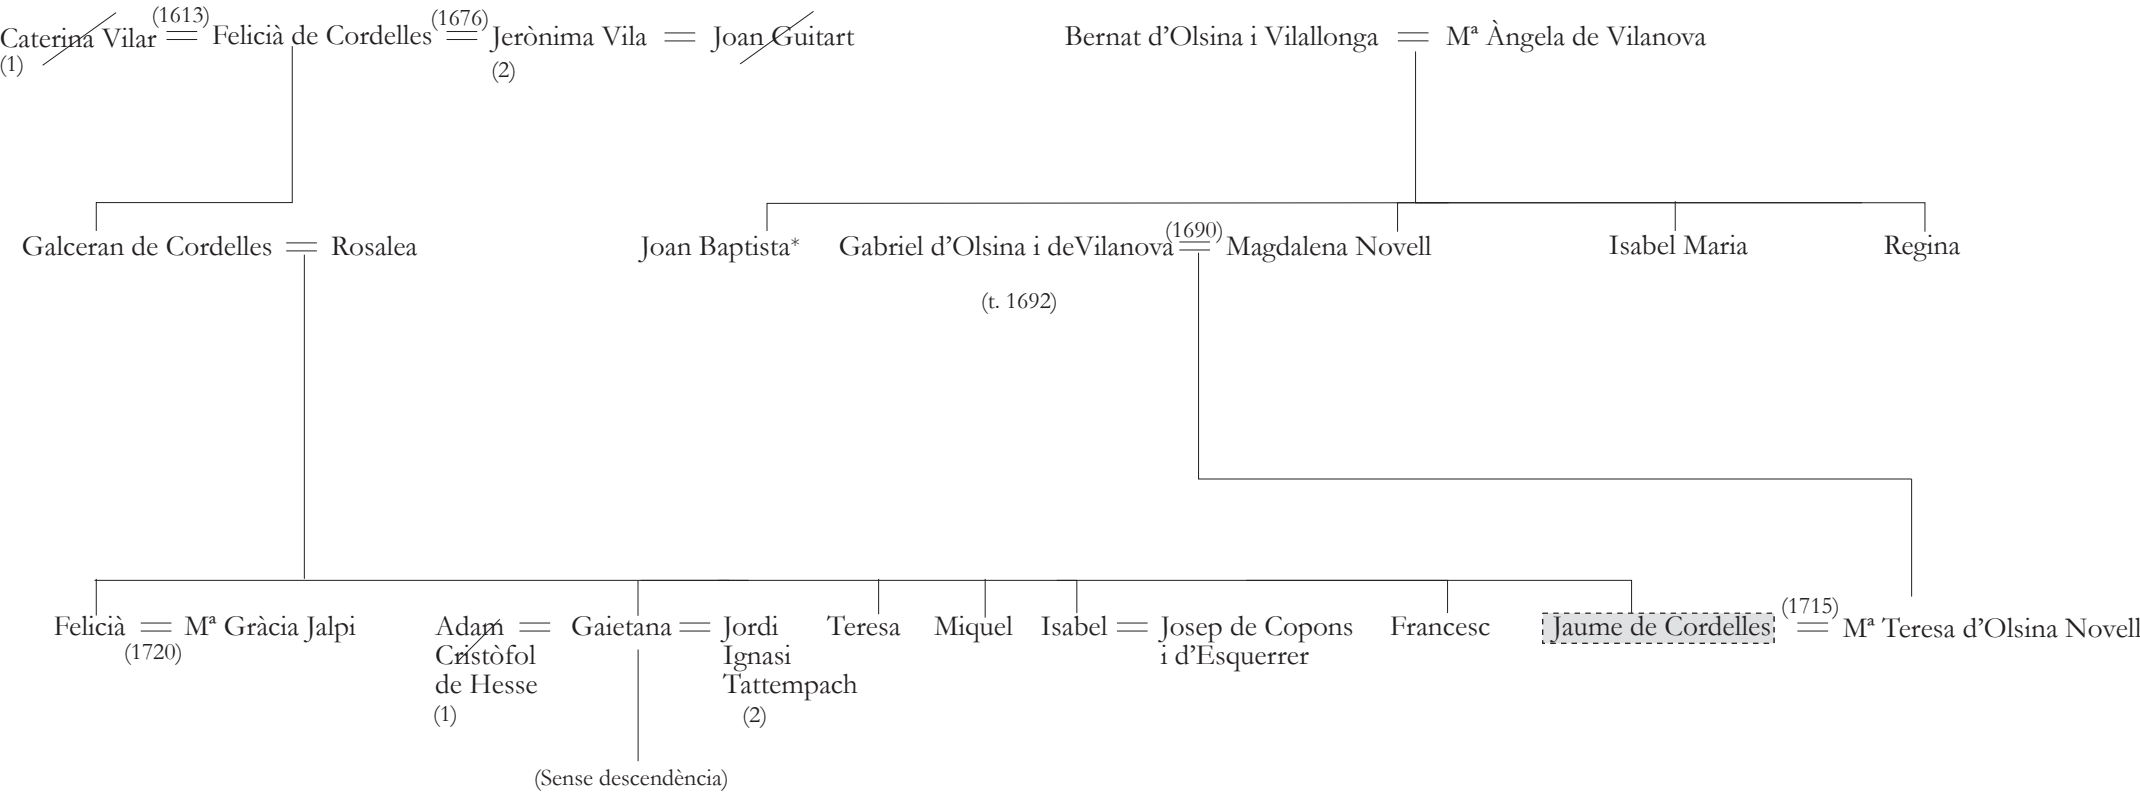 (1613) (1676)
Caterina Vilar Felicià de Cordelles Jerònima Vila Joan Guitart Bernat d'Olsina i Vilallonga Mª Àngela de Vilanova
(1) (2)
(1690)
Galceran de Cordelles Rosalea Joan Baptista* Gabriel d'Olsina i deVilanova Magdalena Novell Isabel Maria Regina
(t. 1692)
(1715)
Felicià Mª Gràcia Jalpi Adam Gaietana Jordi Teresa Miquel Isabel Josep de Copons Francesc Jaume de Cordelles Mª Teresa d'Olsina Novell
(1720) Cristòfol Ignasi i d'Esquerrer
de Hesse Tattempach
(1) (2)
(Sense descendència)